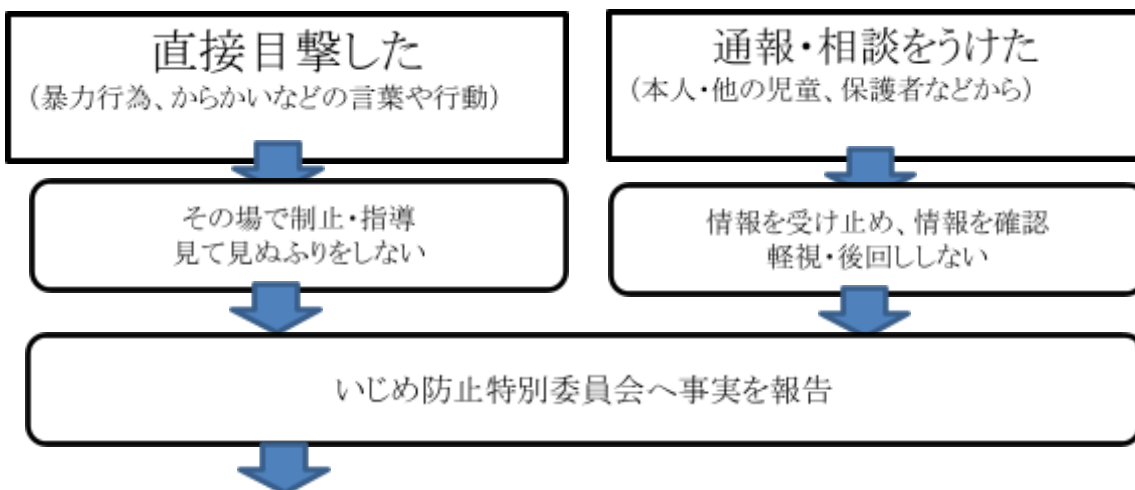 直接目撃した
（暴力行為、からかいなどの言葉や行動）
その場で制止・指導
見て見ぬふりをしない
通報・相談をうけた
（本人・他の児童、保護者などから）
情報を受け止め、情報を確認
軽視・後回ししない
いじめ防止特別委員会へ事実を報告